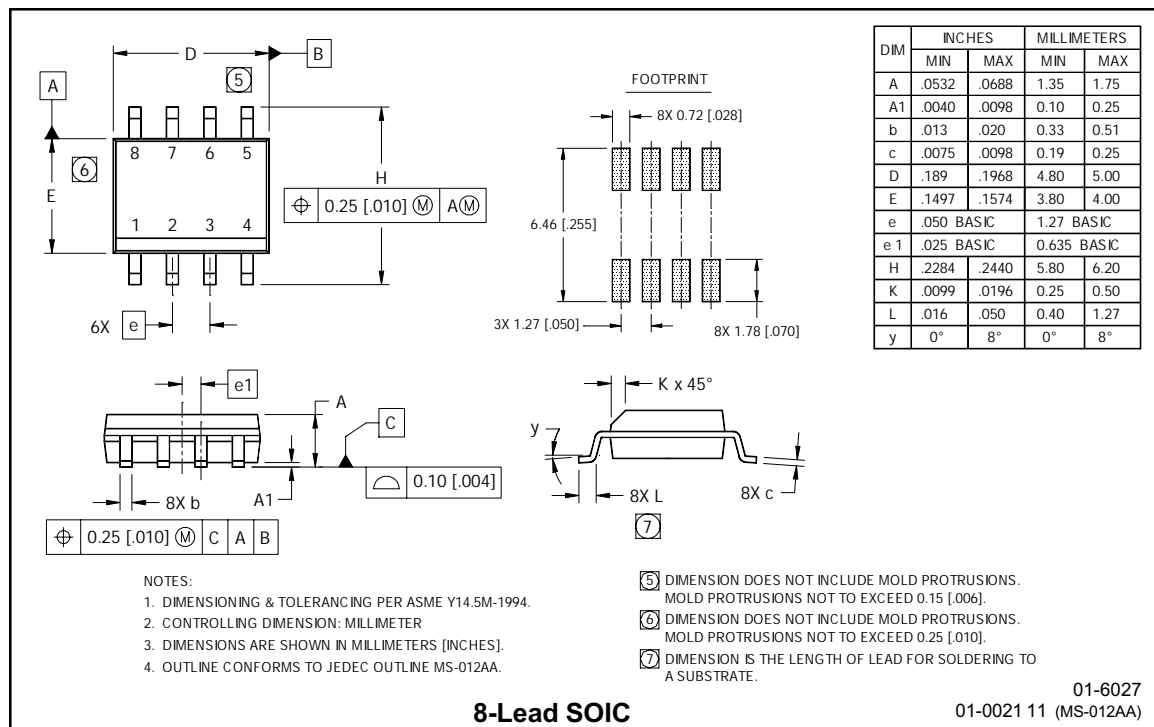 D
B
5
A
8 7 6 5
6
E
H
⌖ 0.25 [.010] Ⓜ AⓂ
1 2 3 4
6X e
FOOTPRINT
8X 0.72 [.028]
6.46 [.255]
3X 1.27 [.050]
8X 1.78 [.070]
DIM INCHES MILLIMETERS
MIN MAX MIN MAX
A .0532 .0688 1.35 1.75
A1 .0040 .0098 0.10 0.25
b .013 .020 0.33 0.51
c .0075 .0098 0.19 0.25
D .189 .1968 4.80 5.00
E .1497 .1574 3.80 4.00
e .050 BASIC 1.27 BASIC
e 1 .025 BASIC 0.635 BASIC
H .2284 .2440 5.80 6.20
K .0099 .0196 0.25 0.50
L .016 .050 0.40 1.27
y 0° 8° 0° 8°
e1
A
C
⌓ 0.10 [.004]
A1
8X b
⌖ 0.25 [.010] Ⓜ C A B
K x 45°
y
8X L
7
8X c
NOTES:
1. DIMENSIONING & TOLERANCING PER ASME Y14.5M-1994.
2. CONTROLLING DIMENSION: MILLIMETER
3. DIMENSIONS ARE SHOWN IN MILLIMETERS [INCHES].
4. OUTLINE CONFORMS TO JEDEC OUTLINE MS-012AA.
5 DIMENSION DOES NOT INCLUDE MOLD PROTRUSIONS.
MOLD PROTRUSIONS NOT TO EXCEED 0.15 [.006].
6 DIMENSION DOES NOT INCLUDE MOLD PROTRUSIONS.
MOLD PROTRUSIONS NOT TO EXCEED 0.25 [.010].
7 DIMENSION IS THE LENGTH OF LEAD FOR SOLDERING TO
A SUBSTRATE.
8-Lead SOIC
01-6027
01-0021 11 (MS-012AA)